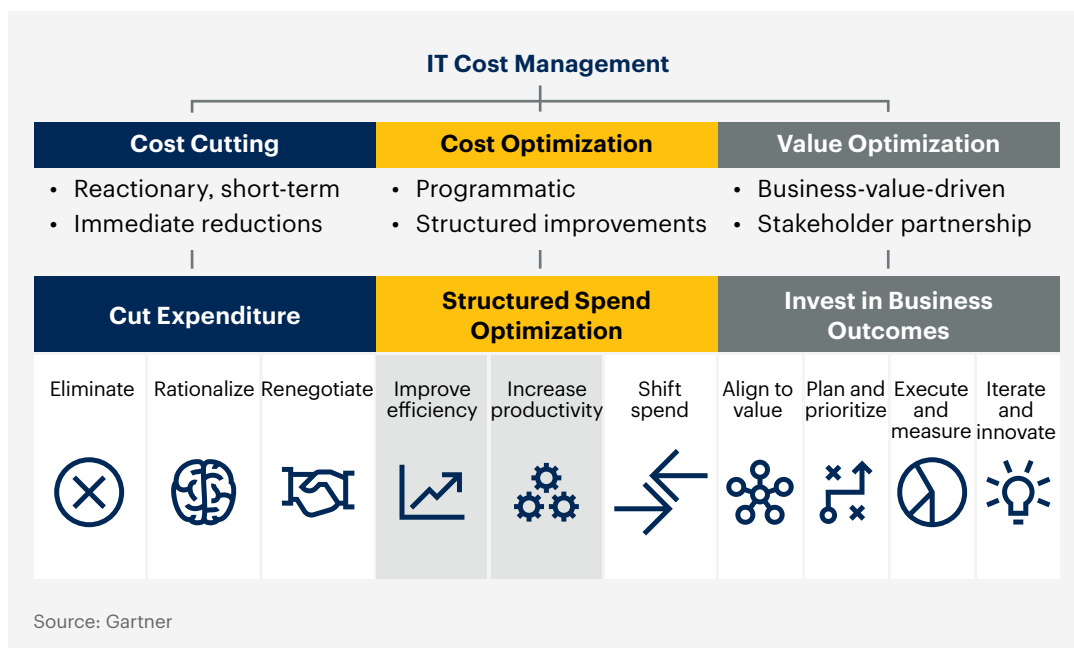 IT Cost Management
Cost Cutting
Cost Optimization
Value Optimization
• Reactionary, short-term
• Immediate reductions
• Programmatic
• Structured improvements
• Business-value-driven
• Stakeholder partnership
Cut Expenditure
Structured Spend
Optimization
Invest in Business
Outcomes
Eliminate
Rationalize
Renegotiate
Improve
efficiency
Increase
productivity
Shift
spend
Align to
value
Plan and
prioritize
Execute
and
measure
Iterate
and
innovate
Source: Gartner